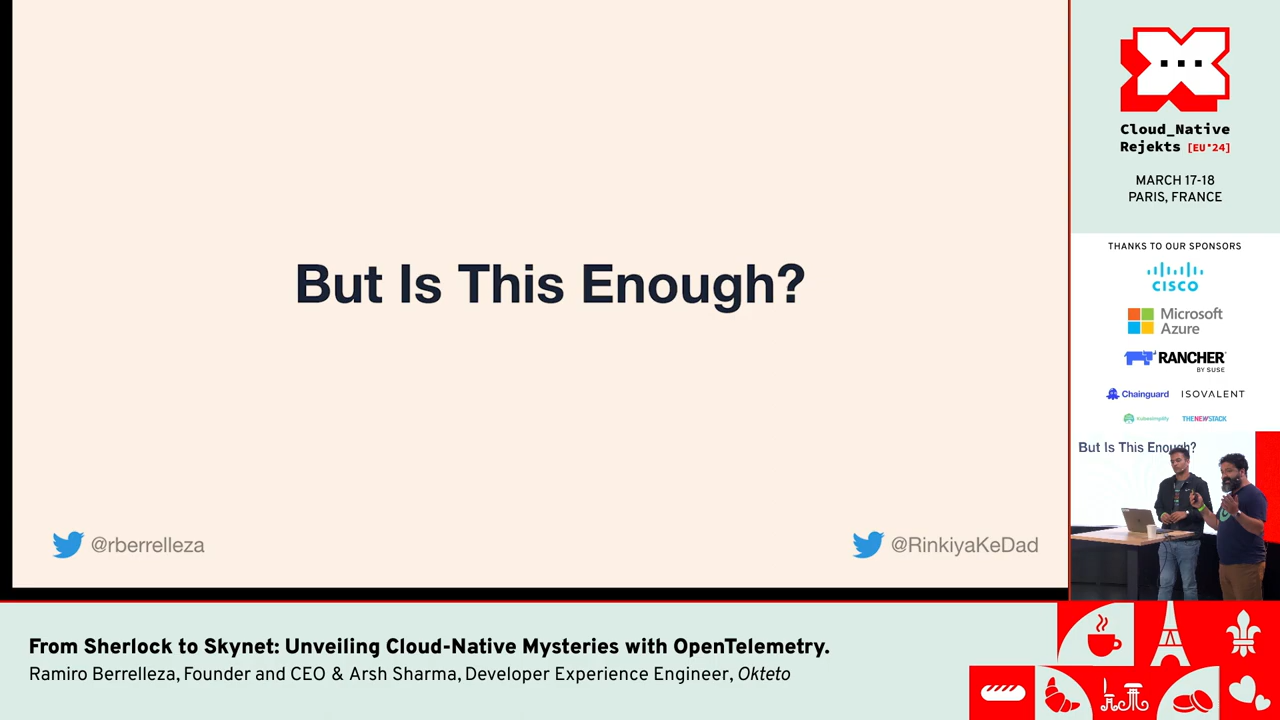 But Is This Enough?
@rberrelleza
@RinkiyaKeDad
Cloud_Native
Rejekts [EU'24]
MARCH 17-18
PARIS, FRANCE
THANKS TO OUR SPONSORS
CISCO
Microsoft
Azure
RANCHER
BY SUSE
Chainguard
ISOVALENT
kubesimplify
THENEWSTACK
But Is This Enough?
From Sherlock to Skynet: Unveiling Cloud-Native Mysteries with OpenTelemetry.
Ramiro Berrelleza, Founder and CEO & Arsh Sharma, Developer Experience Engineer, Okteto